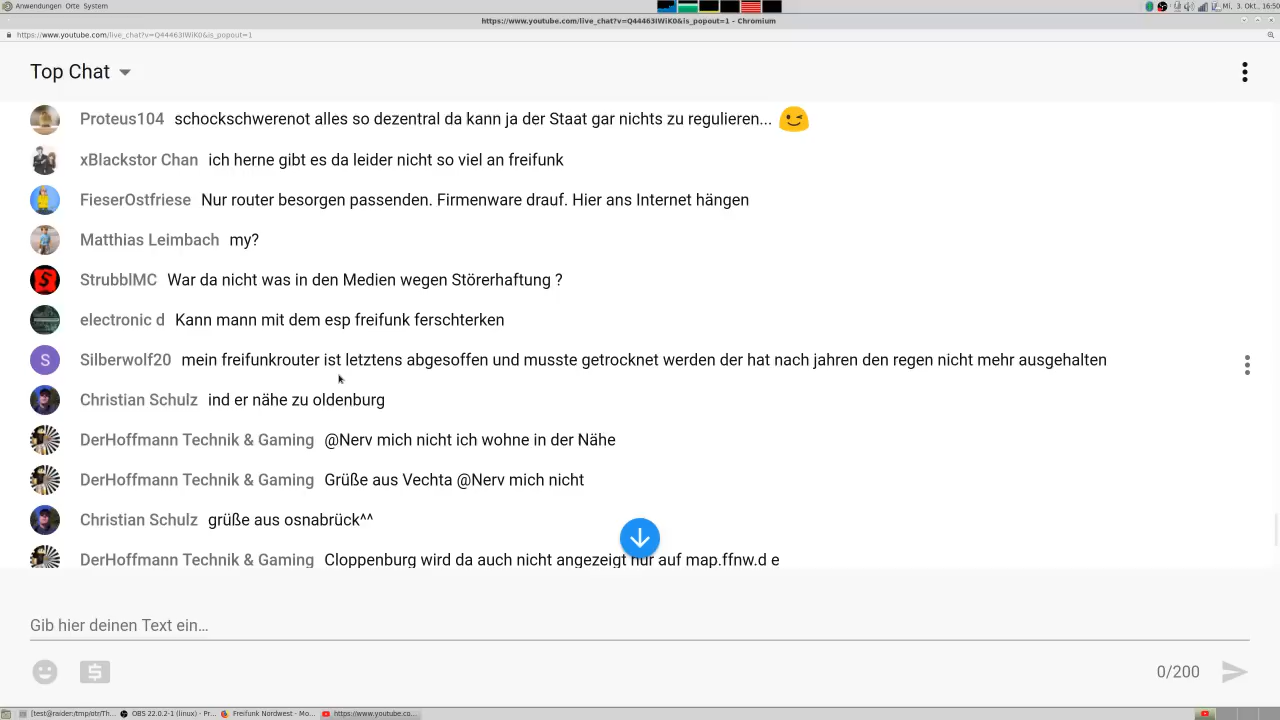 Anwendungen Orte System
Mi, 3. Okt, 16:50
https://www.youtube.com/live_chat?v=Q44463IWiK0&is_popout=1 - Chromium
https://www.youtube.com/live_chat?v=Q44463IWiK0&is_popout=1
Top Chat
Proteus104 schockschwerenot alles so dezentral da kann ja der Staat gar nichts zu regulieren... 😉
xBlackstor Chan ich herne gibt es da leider nicht so viel an freifunk
FieserOstfriese Nur router besorgen passenden. Firmenware drauf. Hier ans Internet hängen
Matthias Leimbach my?
StrubblMC War da nicht was in den Medien wegen Störerhaftung ?
electronic d Kann mann mit dem esp freifunk ferschterken
S Silberwolf20 mein freifunkrouter ist letztens abgesoffen und musste getrocknet werden der hat nach jahren den regen nicht mehr ausgehalten
Christian Schulz ind er nähe zu oldenburg
DerHoffmann Technik & Gaming @Nerv mich nicht ich wohne in der Nähe
DerHoffmann Technik & Gaming Grüße aus Vechta @Nerv mich nicht
Christian Schulz grüße aus osnabrück^^
DerHoffmann Technik & Gaming Cloppenburg wird da auch nicht angezeigt nur auf map.ffnw.d e
Gib hier deinen Text ein…
0/200
[test@raider:/tmp/otr/Th... OBS 22.0.2-1 (linux) - Pr... Freifunk Nordwest - Mo... https://www.youtube.co...